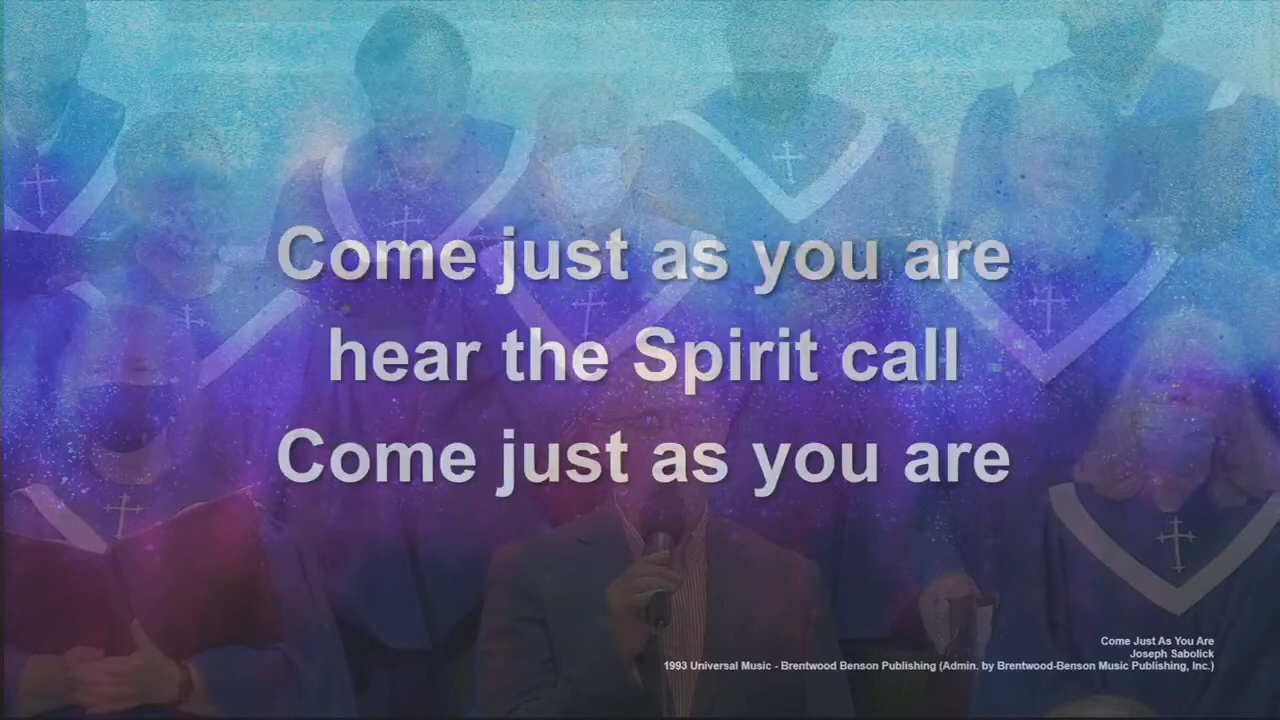 Come just as you are
hear the Spirit call
Come just as you are
Come Just As You Are
Joseph Sabolick
1993 Universal Music - Brentwood Benson Publishing (Admin. by Brentwood-Benson Music Publishing, Inc.)